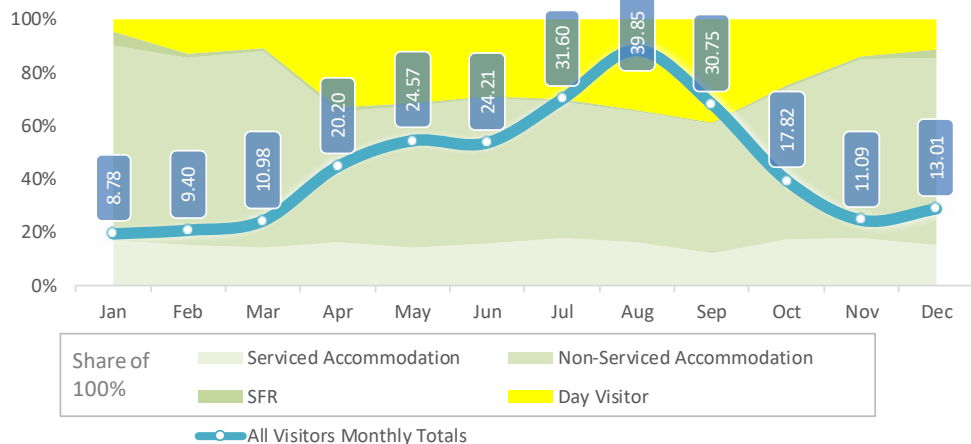 100%
80%
60%
40%
20%
0%
8.78
9.40
10.98
20.20
24.57
24.21
31.60
39.85
30.75
17.82
11.09
13.01
Jan Feb Mar Apr May Jun Jul Aug Sep Oct Nov Dec
Share of
100%
Serviced Accommodation
Non-Serviced Accommodation
SFR
Day Visitor
All Visitors Monthly Totals